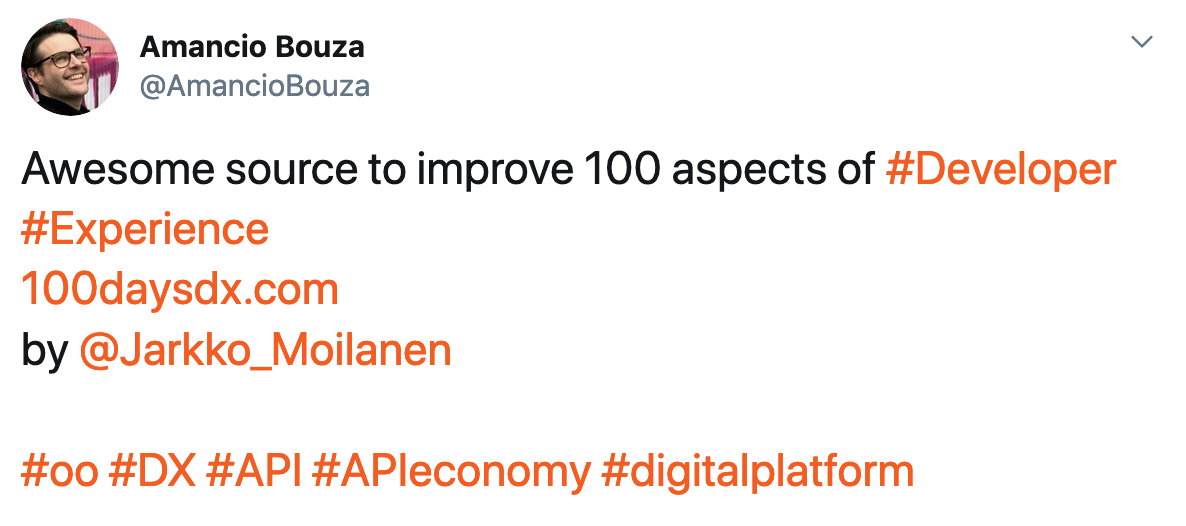 Amancio Bouza
@AmancioBouza
Awesome source to improve 100 aspects of #Developer
#Experience
100daysdx.com
by @Jarkko_Moilanen
#oo #DX #API #APIeconomy #digitalplatform